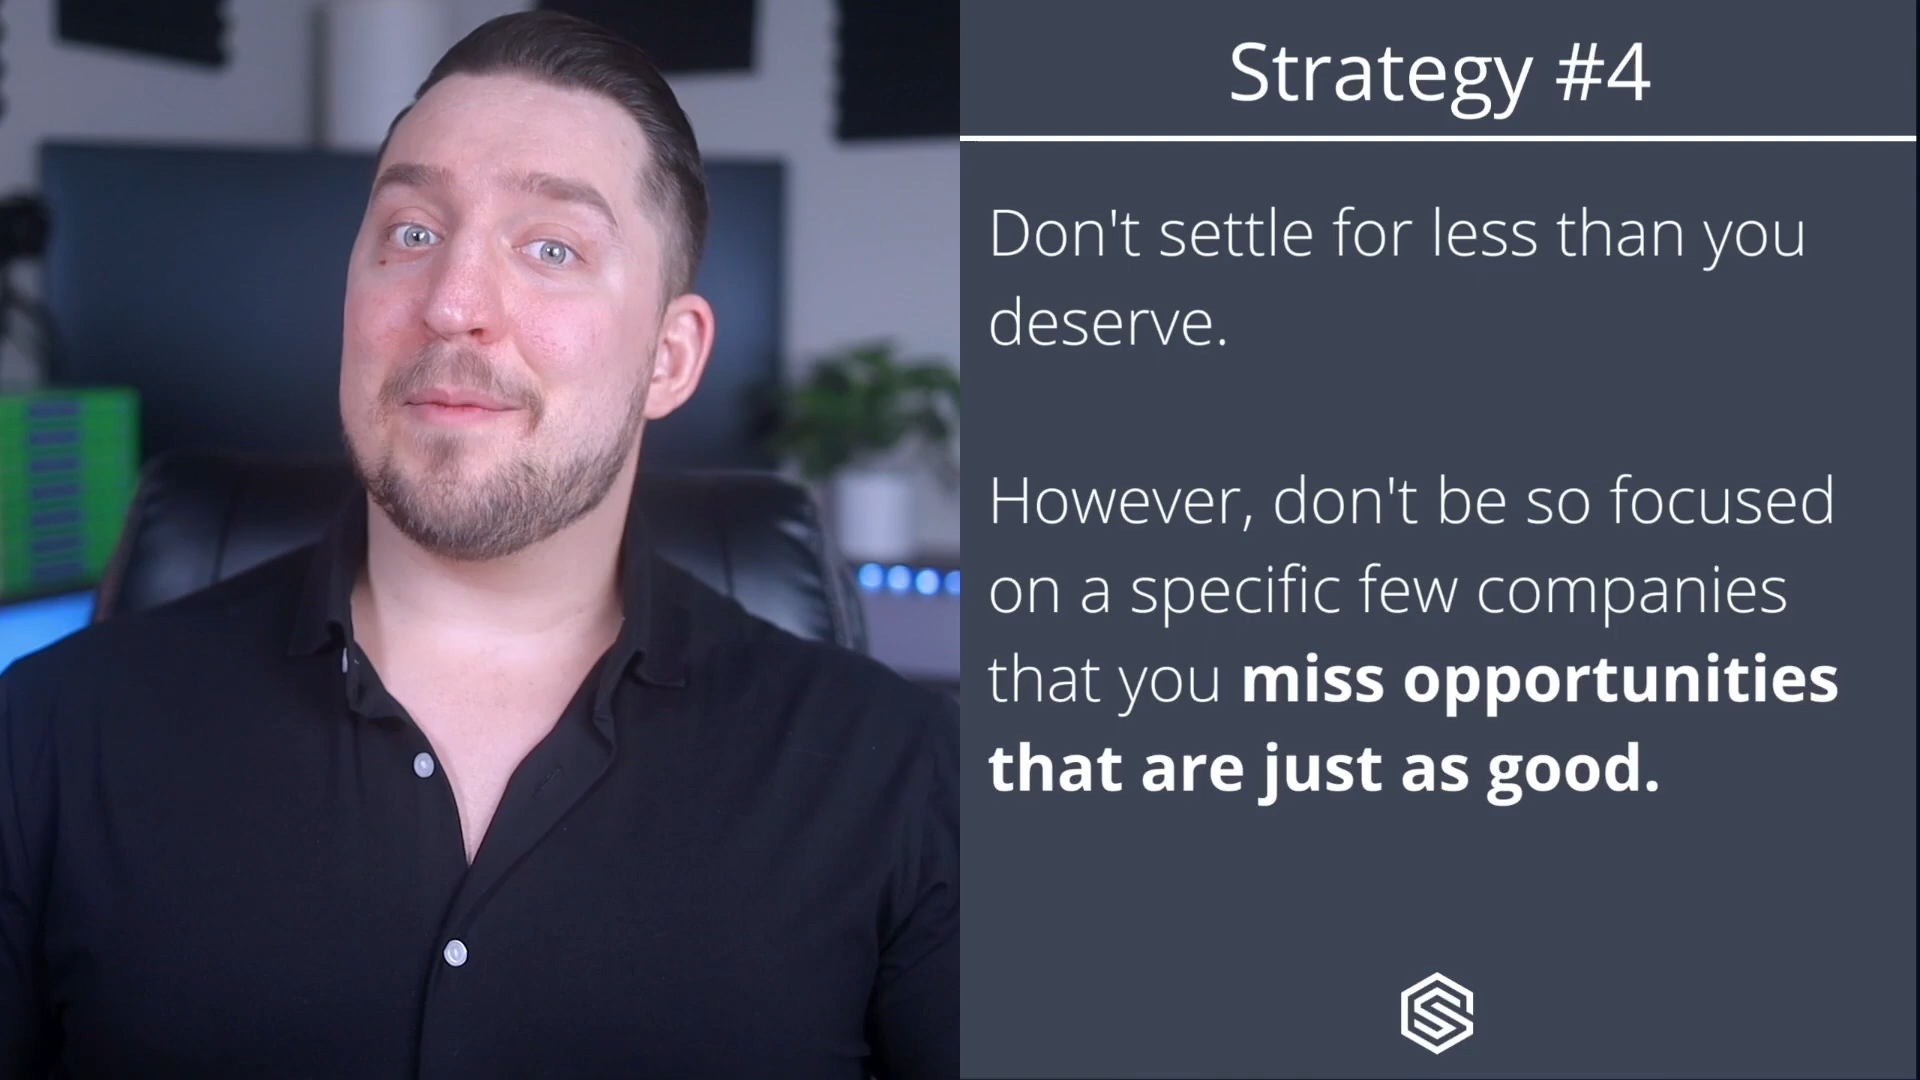 Strategy #4
Don't settle for less than you
deserve.
However, don't be so focused
on a specific few companies
that you miss opportunities
that are just as good.